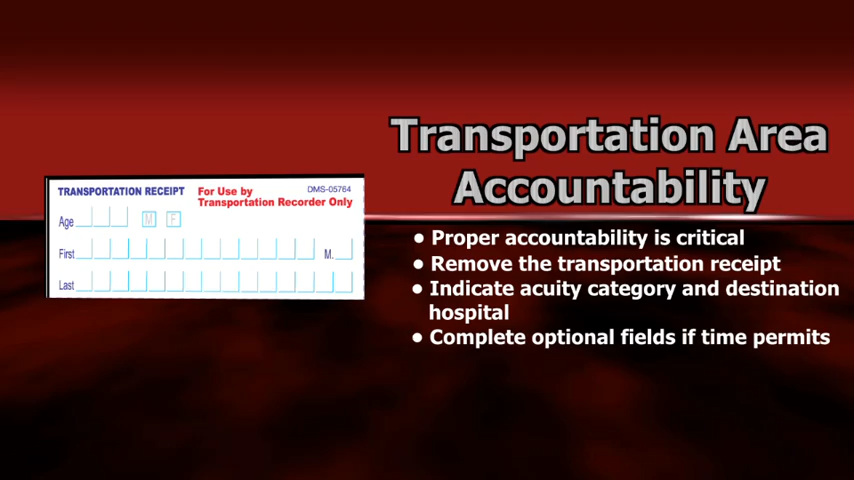 TRANSPORTATION RECEIPT
For Use by
Transportation Recorder Only
DMS-05764
Age
M F
First
M.
Last
Transportation Area
Accountability
• Proper accountability is critical
• Remove the transportation receipt
• Indicate acuity category and destination
hospital
• Complete optional fields if time permits